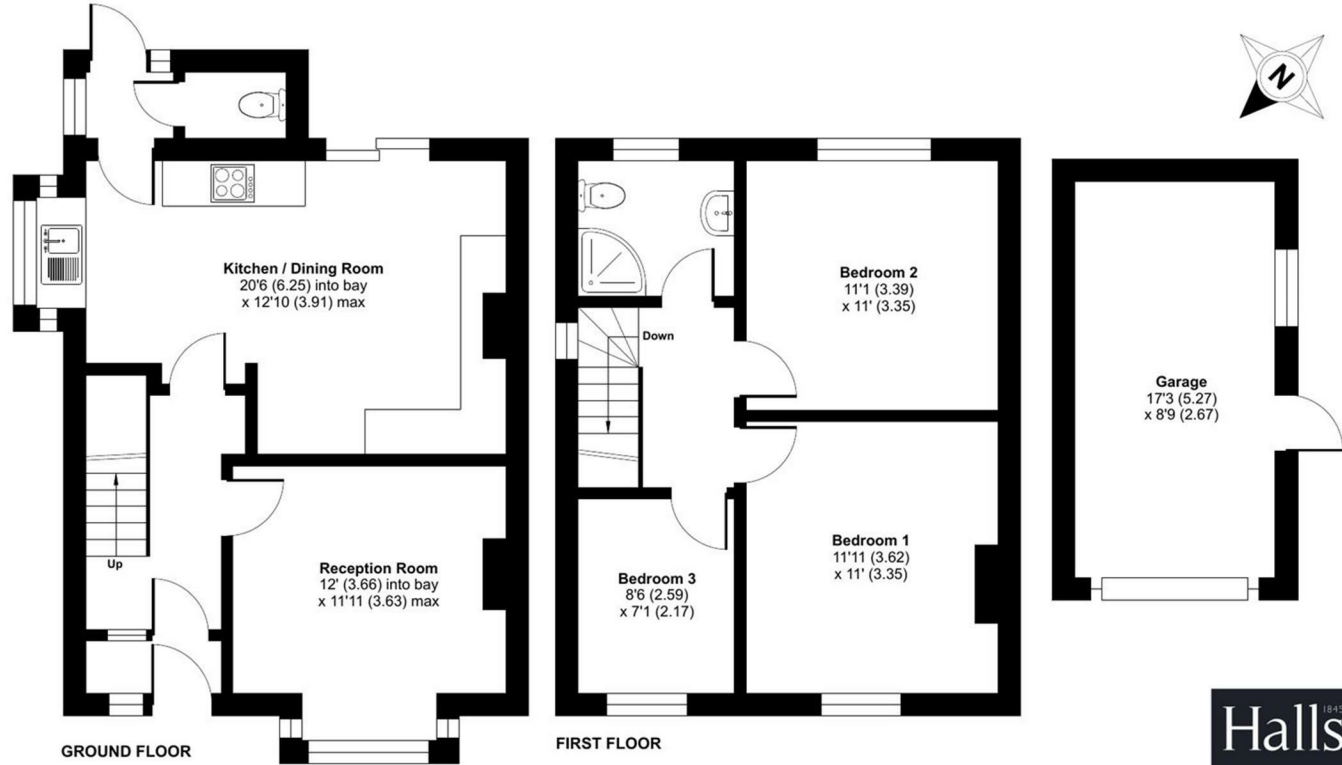 N
Kitchen / Dining Room
20'6 (6.25) into bay
x 12'10 (3.91) max
Up
Reception Room
12' (3.66) into bay
x 11'11 (3.63) max
GROUND FLOOR
Down
Bedroom 2
11'1 (3.39)
x 11' (3.35)
Bedroom 3
8'6 (2.59)
x 7'1 (2.17)
Bedroom 1
11'11 (3.62)
x 11' (3.35)
FIRST FLOOR
Garage
17'3 (5.27)
x 8'9 (2.67)
Halls
1845